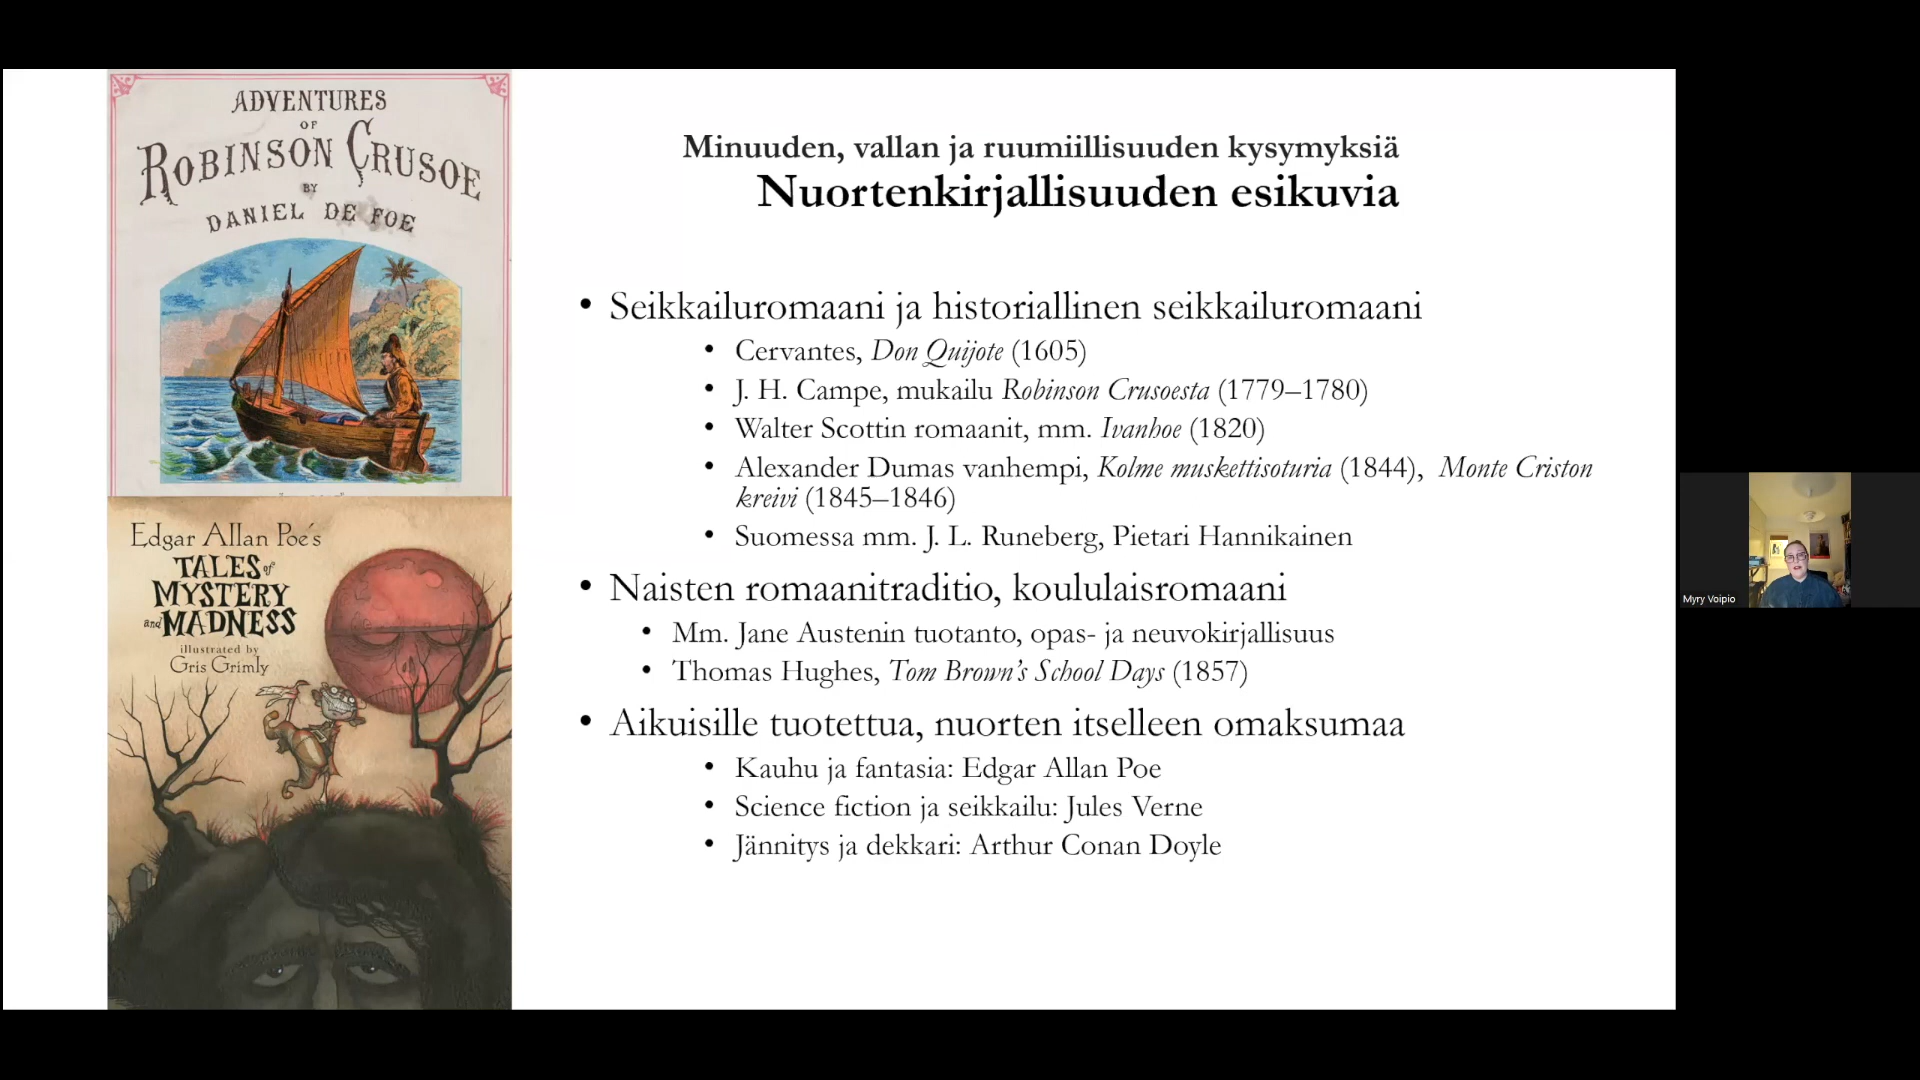 ADVENTURES
OF
ROBINSON CRUSOE
BY
DANIEL DE FOE
Edgar Allan Poe's
TALES of
MYSTERY
and MADNESS
illustrated by
Gris Grimly
Minuuden, vallan ja ruumiillisuuden kysymyksiä
Nuortenkirjallisuuden esikuvia
• Seikkailuromaani ja historiallinen seikkailuromaani
• Cervantes, Don Quijote (1605)
• J. H. Campe, mukailu Robinson Crusoesta (1779–1780)
• Walter Scottin romaanit, mm. Ivanhoe (1820)
• Alexander Dumas vanhempi, Kolme muskettisoturia (1844), Monte Criston
kreivi (1845–1846)
• Suomessa mm. J. L. Runeberg, Pietari Hannikainen
• Naisten romaanitraditio, koululaisromaani
• Mm. Jane Austenin tuotanto, opas- ja neuvokirjallisuus
• Thomas Hughes, Tom Brown's School Days (1857)
• Aikuisille tuotettua, nuorten itselleen omaksumaa
• Kauhu ja fantasia: Edgar Allan Poe
• Science fiction ja seikkailu: Jules Verne
• Jännitys ja dekkari: Arthur Conan Doyle
Myry Voipio